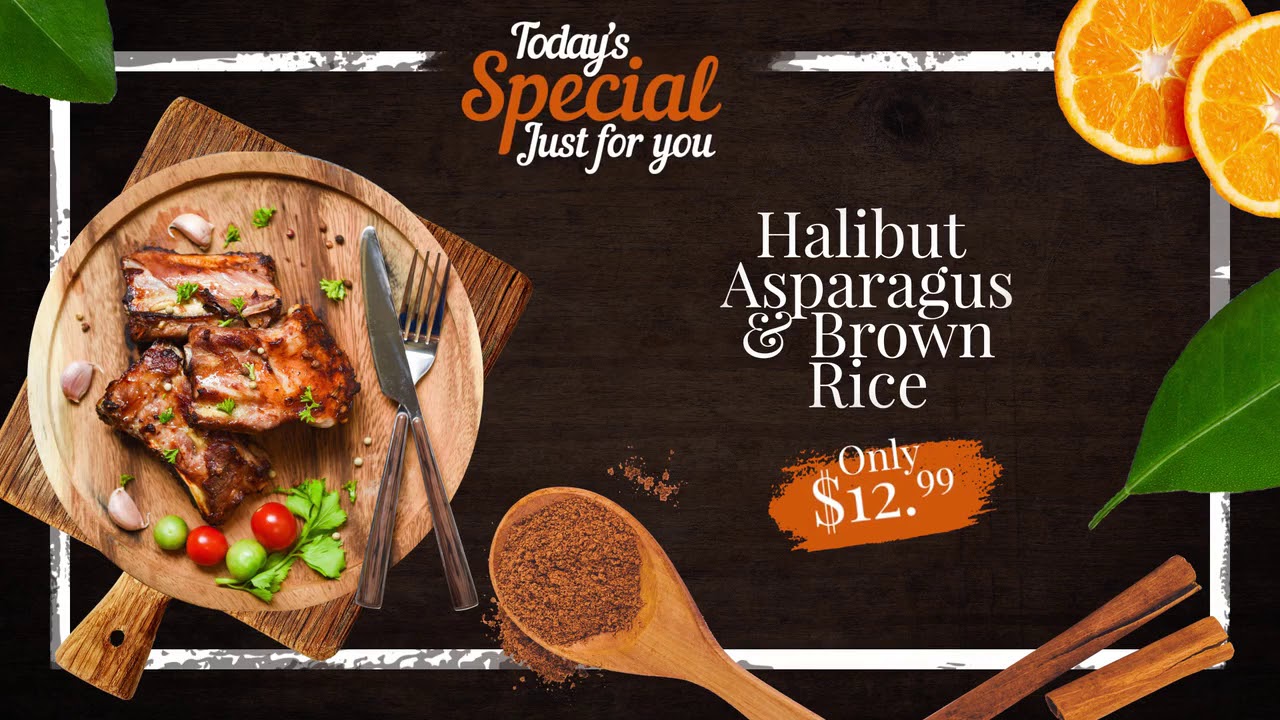 Today's
Special
Just for you
Halibut
Asparagus
& Brown
Rice
Only
$12.99